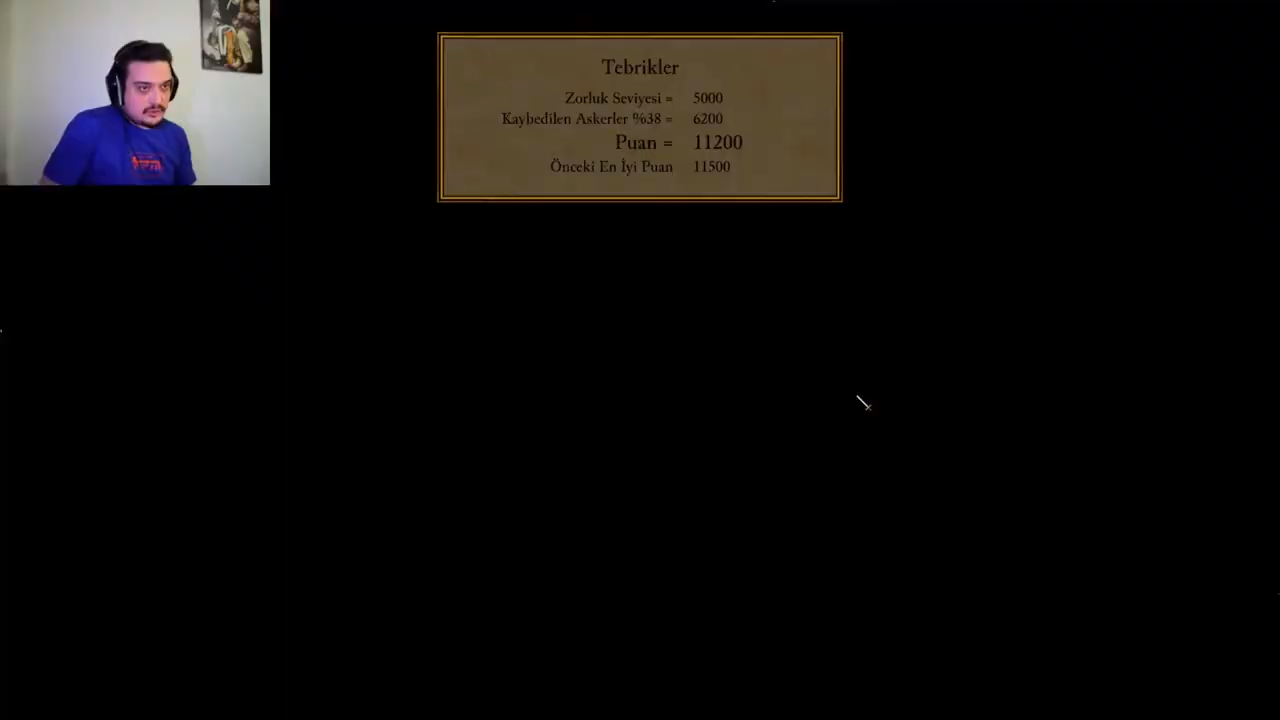 Tebrikler
Zorluk Seviyesi = 5000
Kaybedilen Askerler %38 = 6200
Puan = 11200
Önceki En İyi Puan 11500